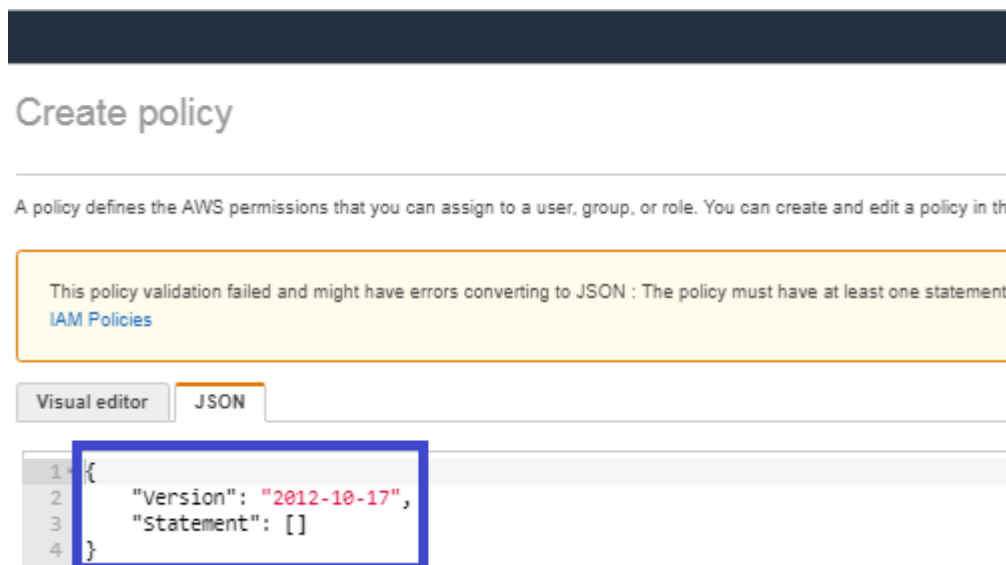 Create policy
A policy defines the AWS permissions that you can assign to a user, group, or role. You can create and edit a policy in
This policy validation failed and might have errors converting to JSON : The policy must have at least one statement
IAM Policies
Visual editor JSON
1 {
2 "Version": "2012-10-17",
3 "Statement": []
4 }